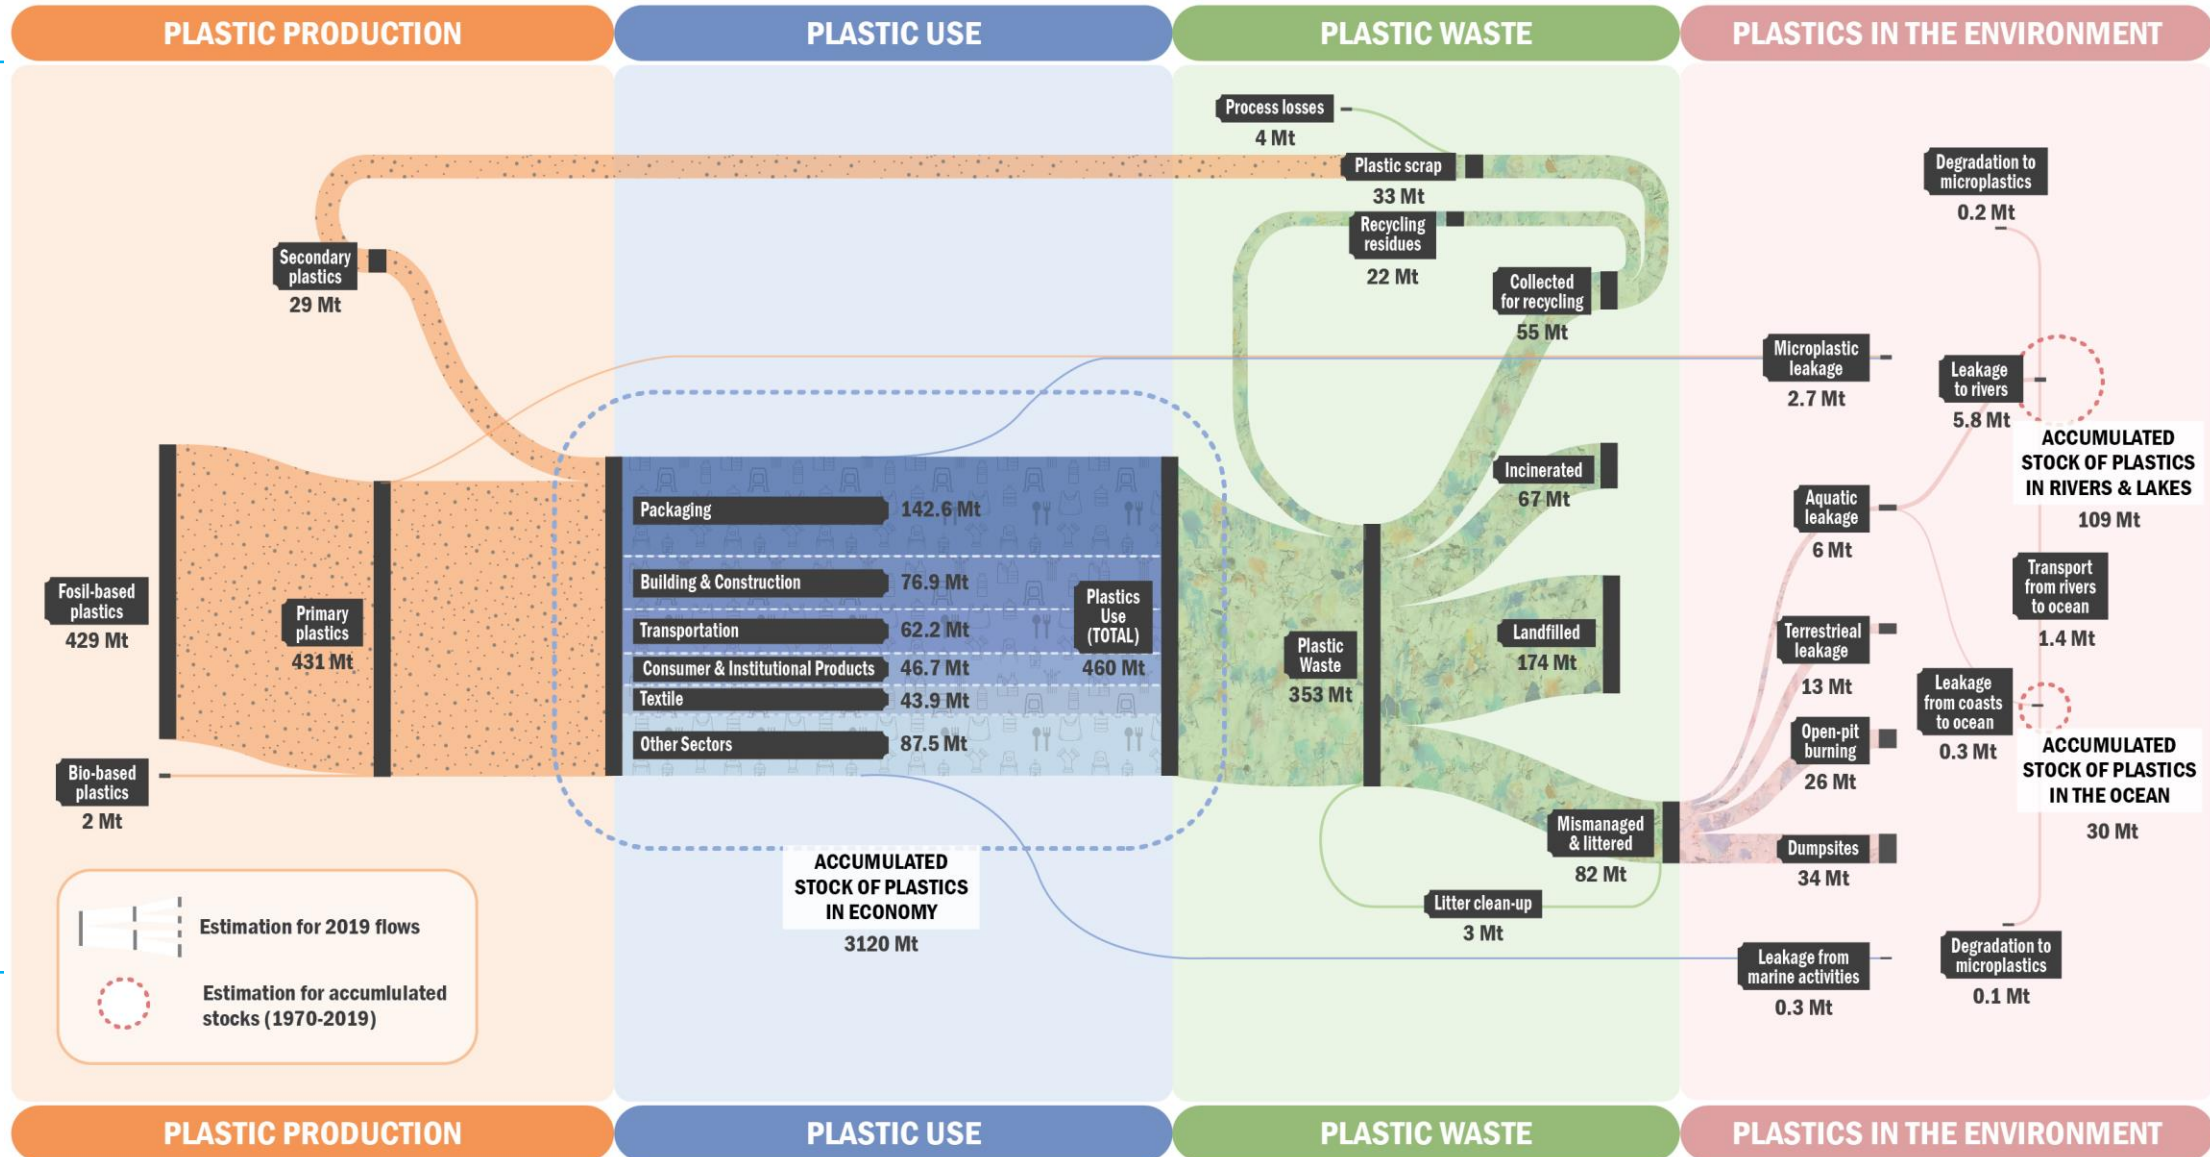 PLASTIC PRODUCTION
PLASTIC USE
PLASTIC WASTE
PLASTICS IN THE ENVIRONMENT
Process losses
4 Mt
Plastic scrap
33 Mt
Recycling
residues
22 Mt
Collected
for recycling
55 Mt
Secondary
plastics
29 Mt
Degradation to
microplastics
0.2 Mt
Microplastic
leakage
2.7 Mt
Leakage
to rivers
5.8 Mt
ACCUMULATED
STOCK OF PLASTICS
IN RIVERS & LAKES
109 Mt
Fosil-based
plastics
429 Mt
Primary
plastics
431 Mt
Bio-based
plastics
2 Mt
Packaging
142.6 Mt
Building & Construction
76.9 Mt
Transportation
62.2 Mt
Consumer & Institutional Products
46.7 Mt
Textile
43.9 Mt
Other Sectors
87.5 Mt
Plastics
Use
(TOTAL)
460 Mt
Plastic
Waste
353 Mt
Incinerated
67 Mt
Landfilled
174 Mt
Mismanaged
& littered
82 Mt
Litter clean-up
3 Mt
Aquatic
leakage
6 Mt
Terrestrieal
leakage
13 Mt
Open-pit
burning
26 Mt
Dumpsites
34 Mt
Transport
from rivers
to ocean
1.4 Mt
Leakage
from coasts
to ocean
0.3 Mt
ACCUMULATED
STOCK OF PLASTICS
IN THE OCEAN
30 Mt
Leakage from
marine activities
0.3 Mt
Degradation to
microplastics
0.1 Mt
ACCUMULATED
STOCK OF PLASTICS
IN ECONOMY
3120 Mt
Estimation for 2019 flows
Estimation for accumlulated
stocks (1970-2019)
PLASTIC PRODUCTION
PLASTIC USE
PLASTIC WASTE
PLASTICS IN THE ENVIRONMENT